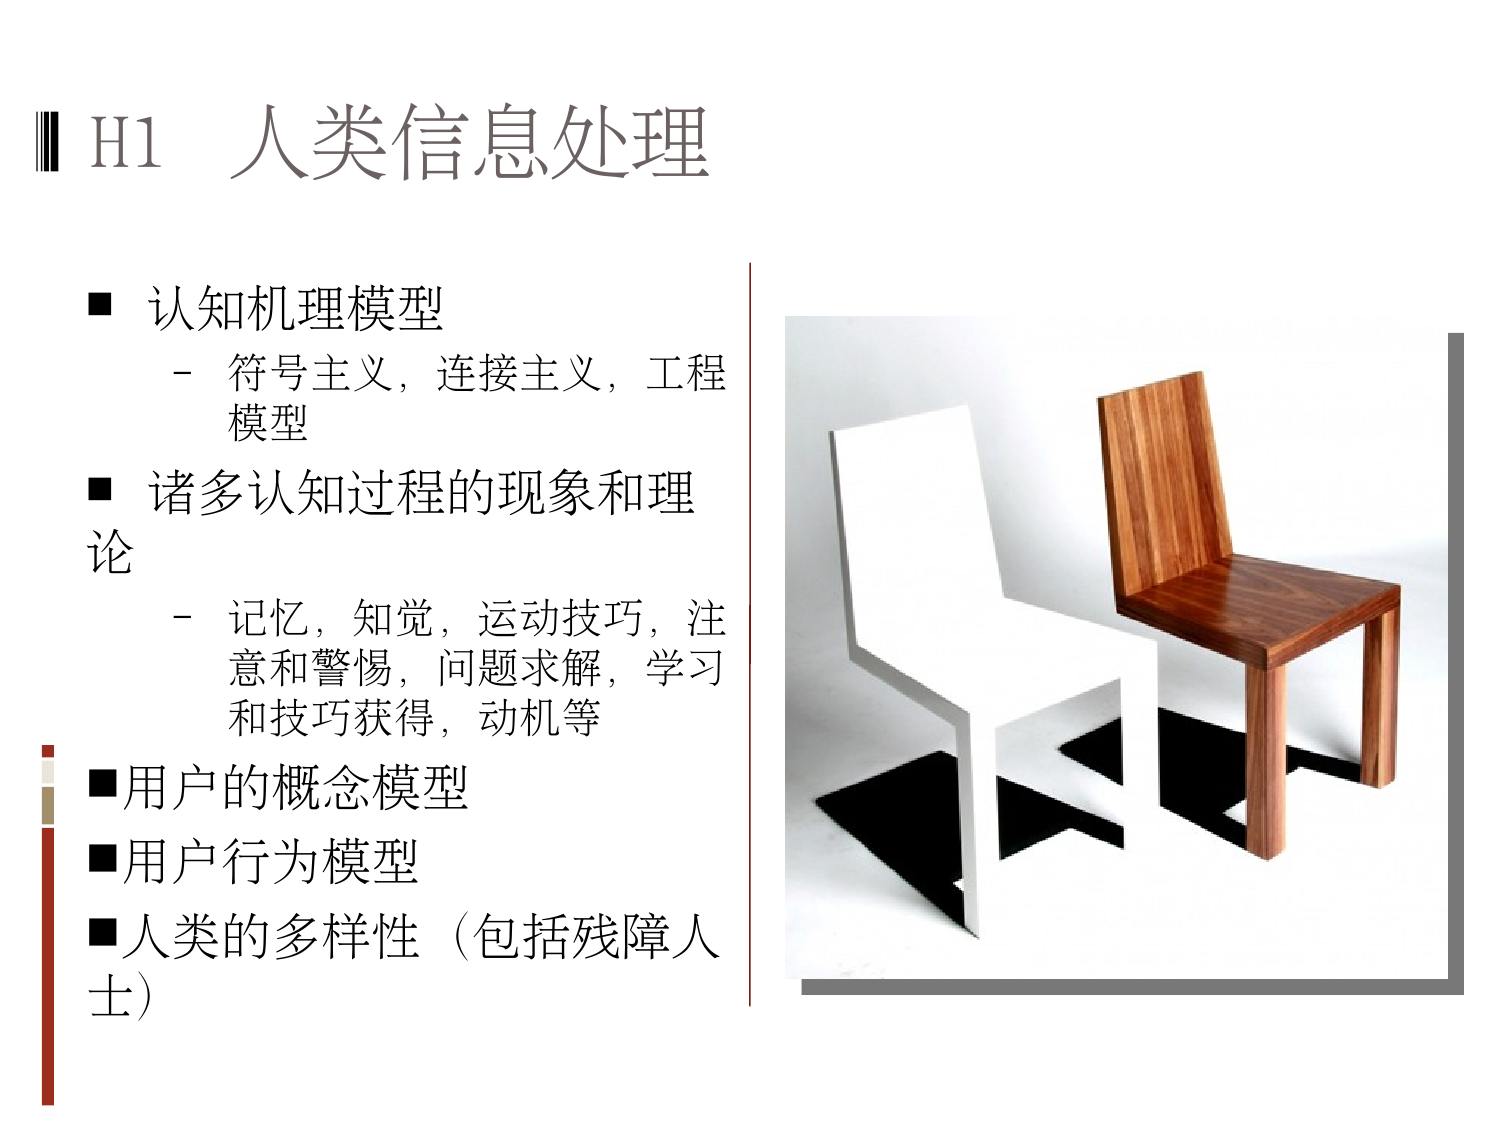 H1 人类信息处理
■ 认知机理模型
– 符号主义，连接主义，工程
模型
■ 诸多认知过程的现象和理
论
– 记忆，知觉，运动技巧，注
意和警惕，问题求解，学习
和技巧获得，动机等
■用户的概念模型
■用户行为模型
■人类的多样性（包括残障人
士）